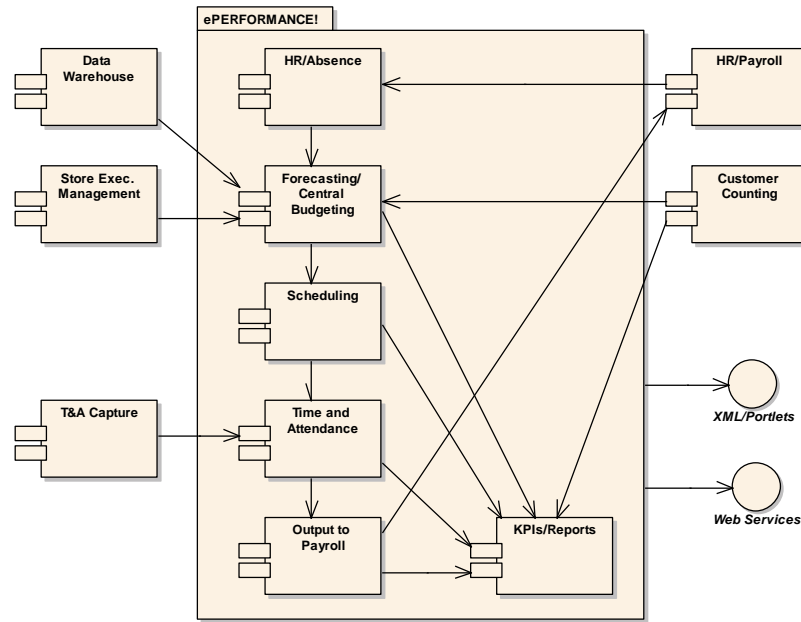 ePERFORMANCE!
Data
Warehouse
HR/Absence
HR/Payroll
Store Exec.
Management
Forecasting/
Central
Budgeting
Customer
Counting
Scheduling
T&A Capture
Time and
Attendance
XML/Portlets
Output to
Payroll
KPIs/Reports
Web Services